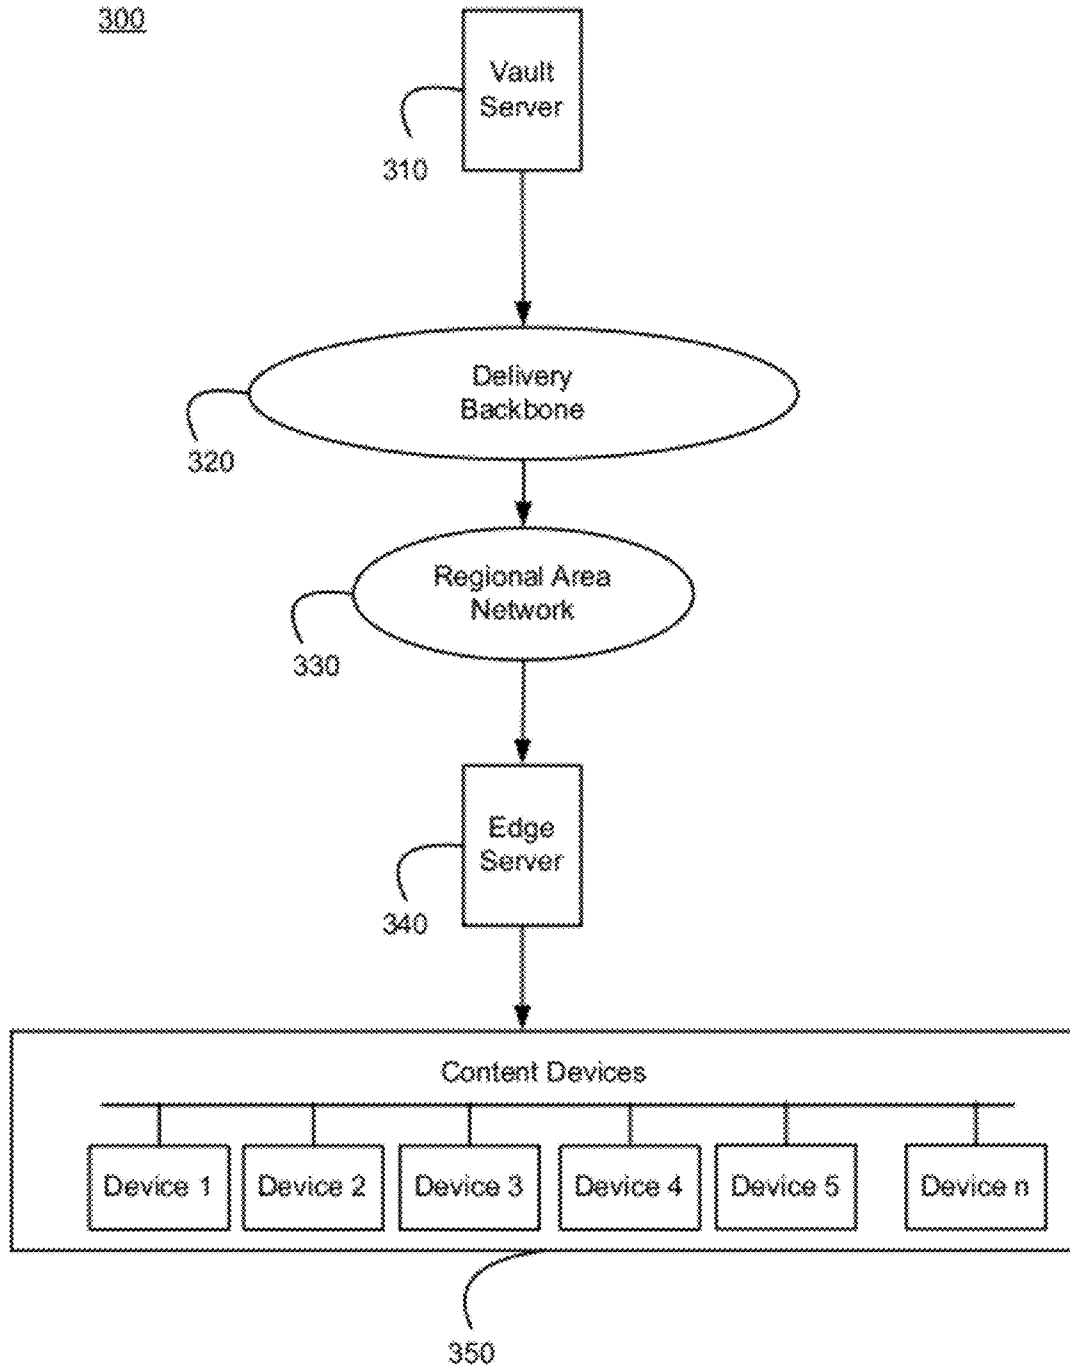 300
Vault
Server
310
Delivery
Backbone
320
Regional Area
Network
330
Edge
Server
340
Content Devices
Device 1
Device 2
Device 3
Device 4
Device 5
Device n
350